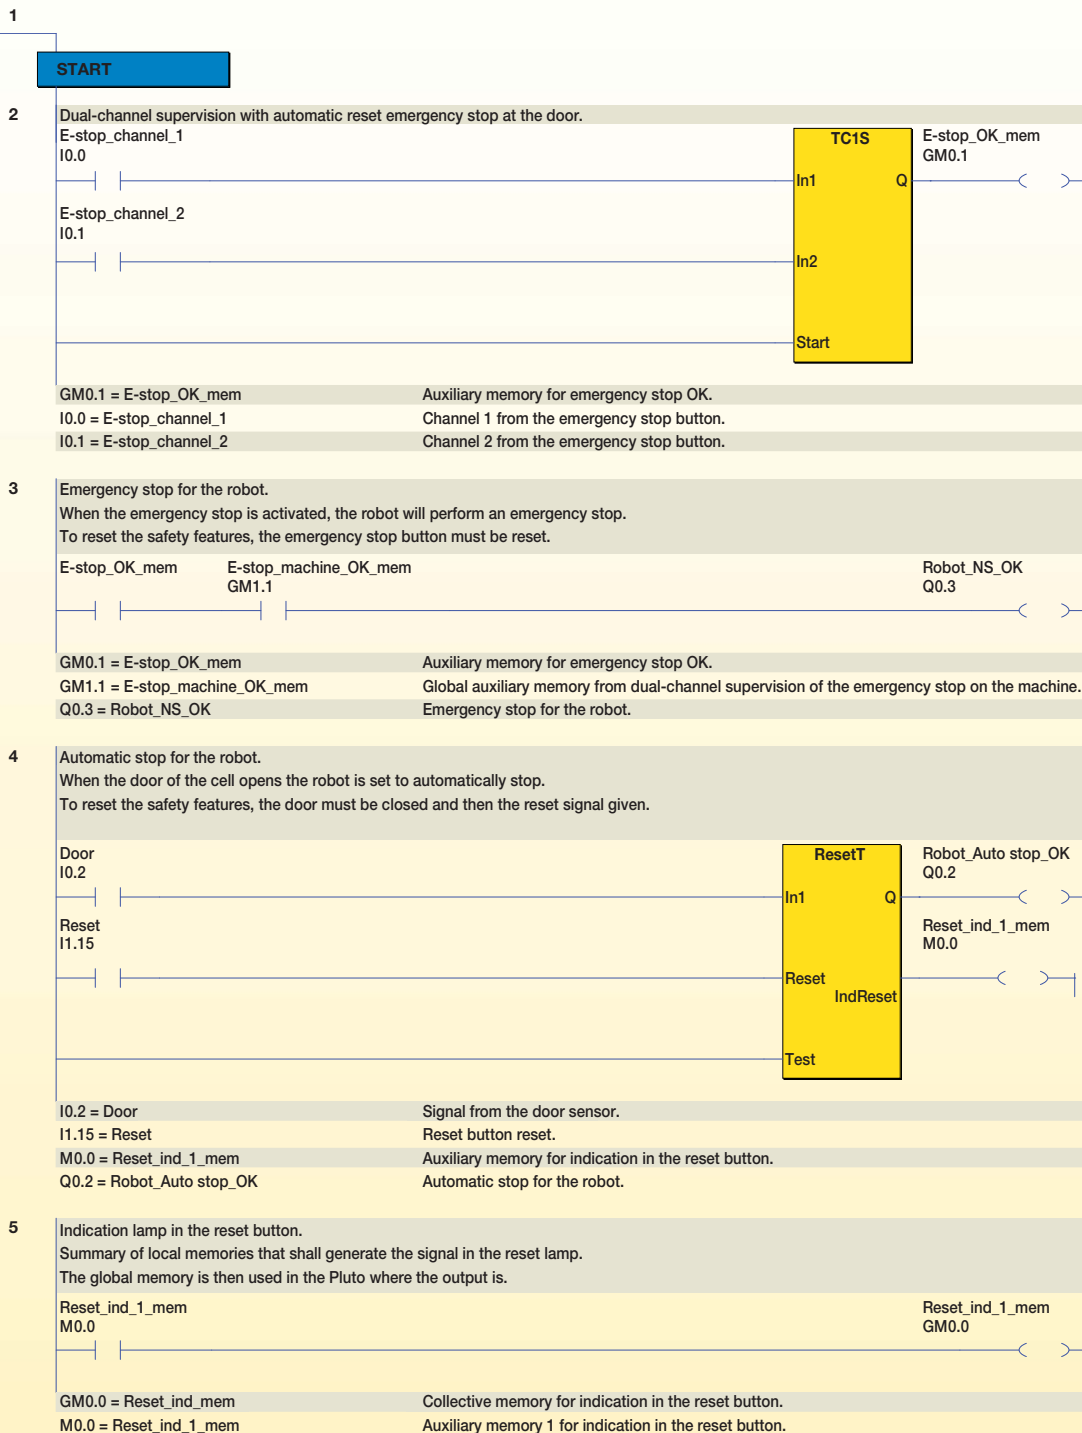 1
START
2
Dual-channel supervision with automatic reset emergency stop at the door.
E-stop_channel_1
I0.0
TC1S
E-stop_OK_mem
GM0.1
In1
Q
E-stop_channel_2
I0.1
In2
Start
GM0.1 = E-stop_OK_mem Auxiliary memory for emergency stop OK.
I0.0 = E-stop_channel_1 Channel 1 from the emergency stop button.
I0.1 = E-stop_channel_2 Channel 2 from the emergency stop button.
3
Emergency stop for the robot.
When the emergency stop is activated, the robot will perform an emergency stop.
To reset the safety features, the emergency stop button must be reset.
E-stop_OK_mem
E-stop_machine_OK_mem
GM1.1
Robot_NS_OK
Q0.3
GM0.1 = E-stop_OK_mem Auxiliary memory for emergency stop OK.
GM1.1 = E-stop_machine_OK_mem Global auxiliary memory from dual-channel supervision of the emergency stop on the machine.
Q0.3 = Robot_NS_OK Emergency stop for the robot.
4
Automatic stop for the robot.
When the door of the cell opens the robot is set to automatically stop.
To reset the safety features, the door must be closed and then the reset signal given.
Door
I0.2
ResetT
Robot_Auto stop_OK
Q0.2
In1
Q
Reset
I1.15
Reset_ind_1_mem
M0.0
Reset
IndReset
Test
I0.2 = Door Signal from the door sensor.
I1.15 = Reset Reset button reset.
M0.0 = Reset_ind_1_mem Auxiliary memory for indication in the reset button.
Q0.2 = Robot_Auto stop_OK Automatic stop for the robot.
5
Indication lamp in the reset button.
Summary of local memories that shall generate the signal in the reset lamp.
The global memory is then used in the Pluto where the output is.
Reset_ind_1_mem
M0.0
Reset_ind_1_mem
GM0.0
GM0.0 = Reset_ind_mem Collective memory for indication in the reset button.
M0.0 = Reset_ind_1_mem Auxiliary memory 1 for indication in the reset button.